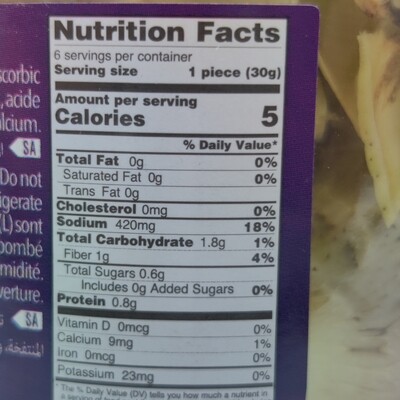 Nutrition Facts
6 servings per container
Serving size 1 piece (30g)
Amount per serving
Calories 5
% Daily Value*
Total Fat 0g 0%
Saturated Fat 0g 0%
Trans Fat 0g
Cholesterol 0mg 0%
Sodium 420mg 18%
Total Carbohydrate 1.8g 1%
Fiber 1g 4%
Total Sugars 0.6g
Includes 0g Added Sugars 0%
Protein 0.8g
Vitamin D 0mcg 0%
Calcium 9mg 1%
Iron 0mcg 0%
Potassium 23mg 0%
* The % Daily Value (DV) tells you how much a nutrient in
scorbic
, acide
lcium.
SA
Do not
rigerate
(L) sont
bombé
midité.
verture.
SA